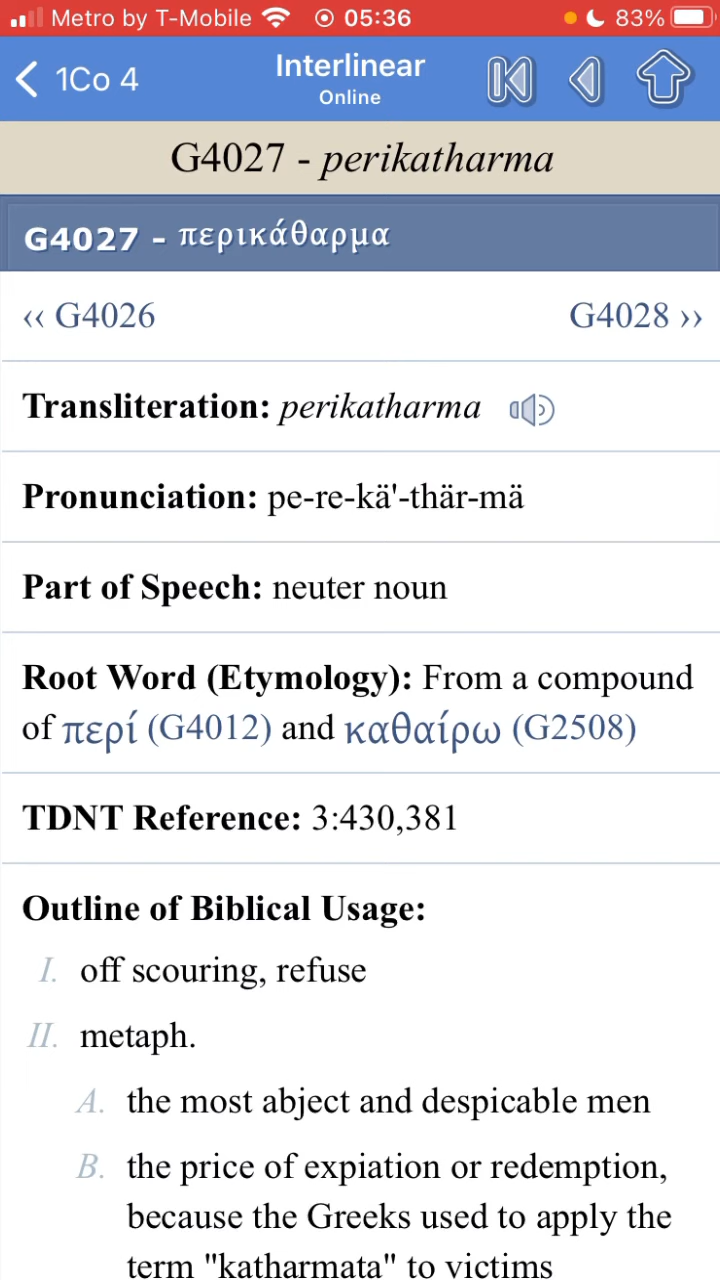 Metro by T-Mobile 05:36 83%
1Co 4 Interlinear
Online
G4027 - perikatharma
G4027 - περικάθαρμα
‹‹ G4026 G4028 ››
Transliteration: perikatharma
Pronunciation: pe-re-kä'-thär-mä
Part of Speech: neuter noun
Root Word (Etymology): From a compound
of περί (G4012) and καθαίρω (G2508)
TDNT Reference: 3:430,381
Outline of Biblical Usage:
I. off scouring, refuse
II. metaph.
A. the most abject and despicable men
B. the price of expiation or redemption,
because the Greeks used to apply the
term "katharmata" to victims